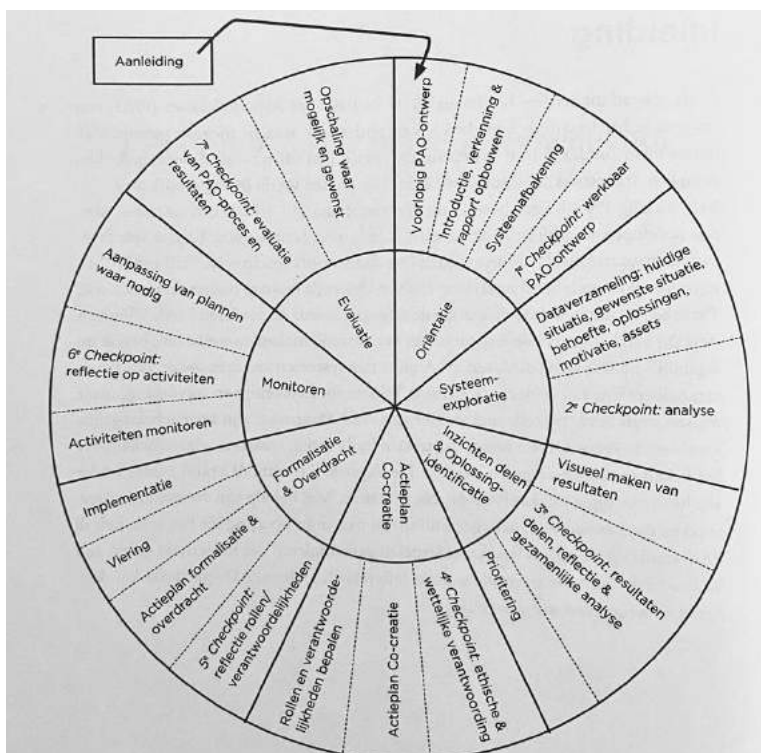 Aanleiding
Voorlopig PAO-ontwerp
Introductie, verkenning &
rapport opbouwen
Systeemafbakening
1e Checkpoint: werkbaar
PAO-ontwerp
Oriëntatie
Dataverzameling: huidige
situatie, gewenste situatie,
behoefte, oplossingen,
motivatie, assets
2e Checkpoint: analyse
Systeem-
exploratie
Visueel maken van
resultaten
3e Checkpoint: resultaten
delen, reflectie &
gezamenlijke analyse
Prioritering
Inzichten delen
& Oplossing-
identificatie
4e Checkpoint: ethische &
wettelijke verantwoording
Actieplan Co-creatie
Rollen en verantwoorde-
lijkheden bepalen
Actieplan
Co-creatie
5e Checkpoint:
reflectie rollen/
verantwoordelijkheden
Actieplan formalisatie &
overdracht
Viering
Implementatie
Formalisatie
& Overdracht
Activiteiten monitoren
6e Checkpoint:
reflectie op activiteiten
Aanpassing van plannen
waar nodig
Monitoren
7e Checkpoint: evaluatie
van PAO-proces en
resultaten
Opschaling waar
mogelijk en gewenst
Evaluatie